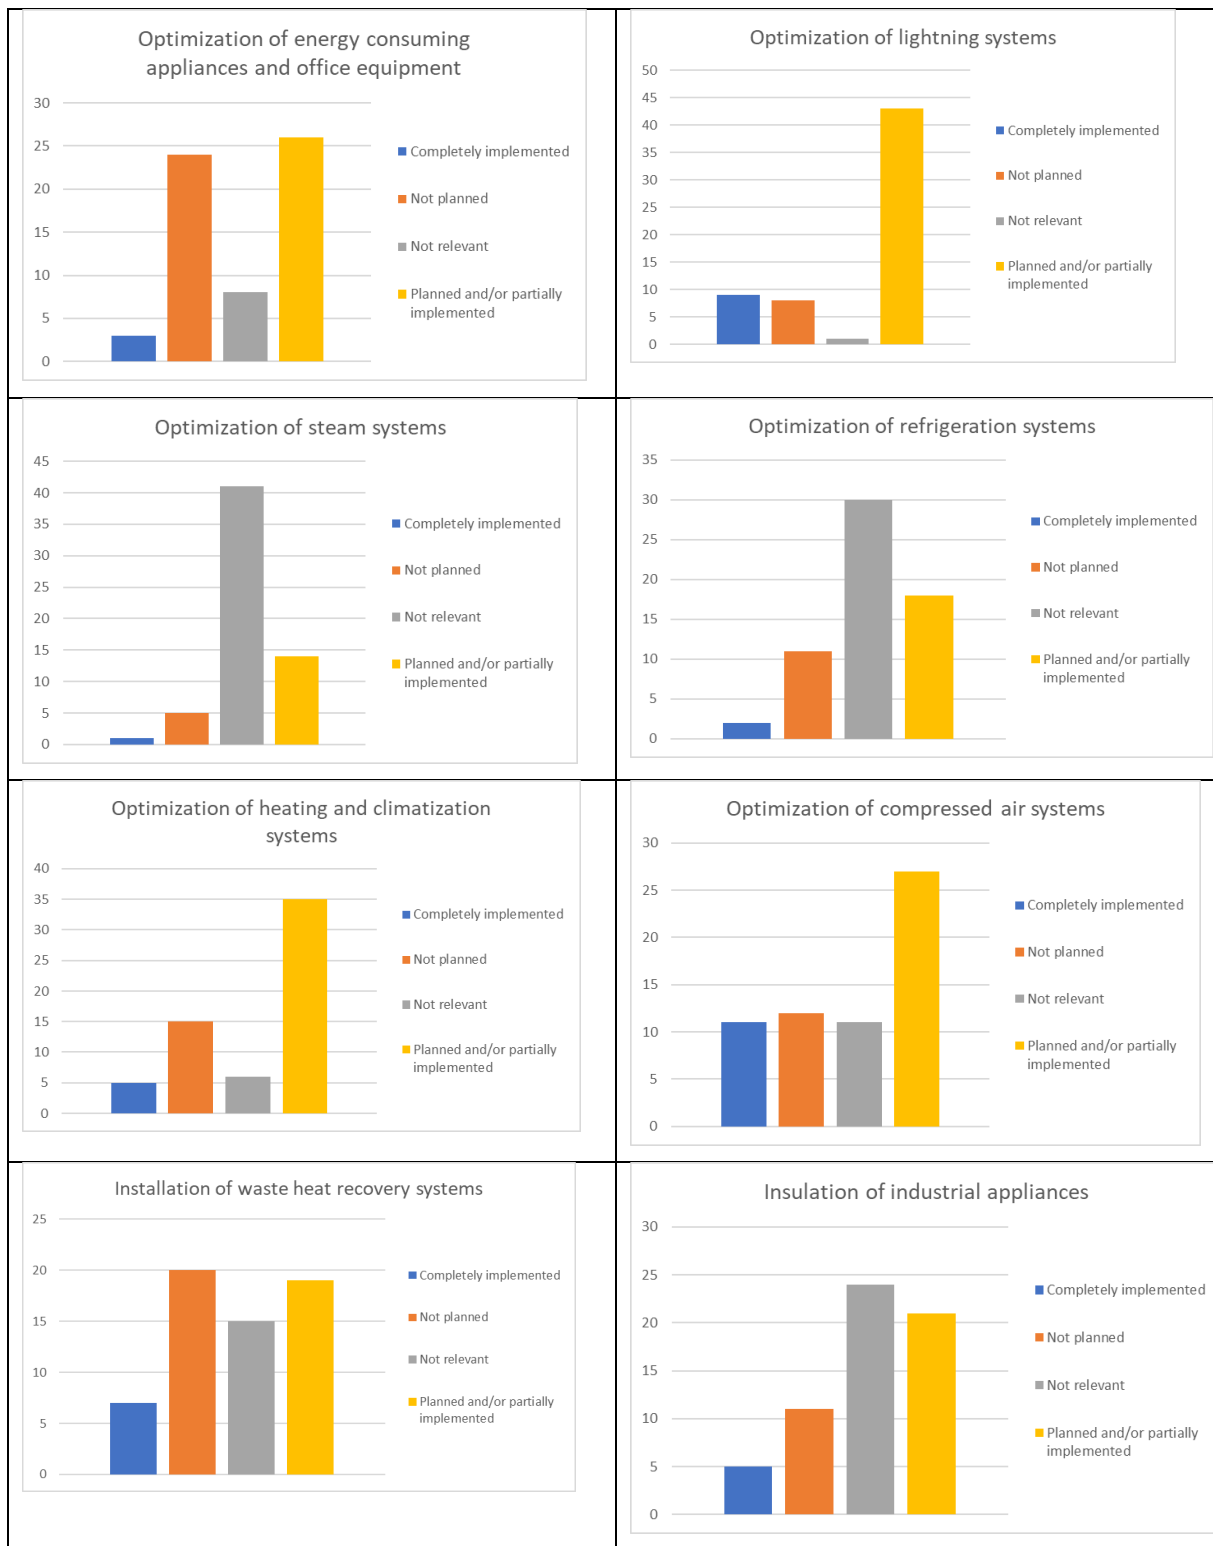 Optimization of energy consuming
appliances and office equipment
30
25
20
15
10
5
0
Completely implemented
Not planned
Not relevant
Planned and/or partially
implemented
Optimization of lightning systems
50
45
40
35
30
25
20
15
10
5
0
Completely implemented
Not planned
Not relevant
Planned and/or partially
implemented
Optimization of steam systems
45
40
35
30
25
20
15
10
5
0
Completely implemented
Not planned
Not relevant
Planned and/or partially
implemented
Optimization of refrigeration systems
35
30
25
20
15
10
5
0
Completely implemented
Not planned
Not relevant
Planned and/or partially
implemented
Optimization of heating and climatization
systems
40
35
30
25
20
15
10
5
0
Completely implemented
Not planned
Not relevant
Planned and/or partially
implemented
Optimization of compressed air systems
30
25
20
15
10
5
0
Completely implemented
Not planned
Not relevant
Planned and/or partially
implemented
Installation of waste heat recovery systems
25
20
15
10
5
0
Completely implemented
Not planned
Not relevant
Planned and/or partially
implemented
Insulation of industrial appliances
30
25
20
15
10
5
0
Completely implemented
Not planned
Not relevant
Planned and/or partially
implemented